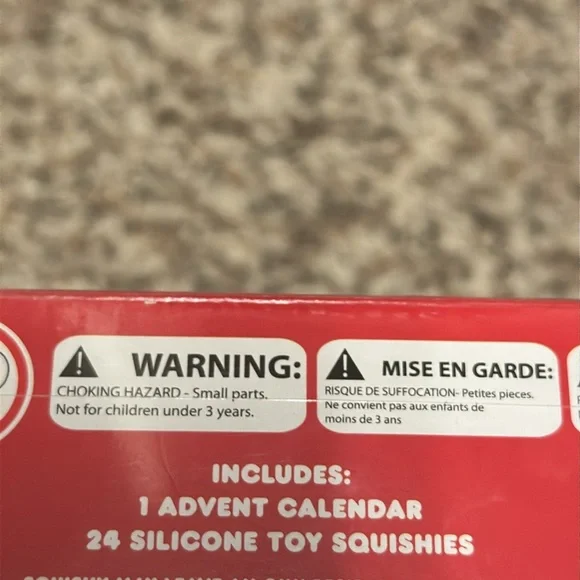 WARNING:
CHOKING HAZARD - Small parts.
Not for children under 3 years.
MISE EN GARDE:
RISQUE DE SUFFOCATION- Petites pieces.
Ne convient pas aux enfants de
moins de 3 ans
INCLUDES:
1 ADVENT CALENDAR
24 SILICONE TOY SQUISHIES